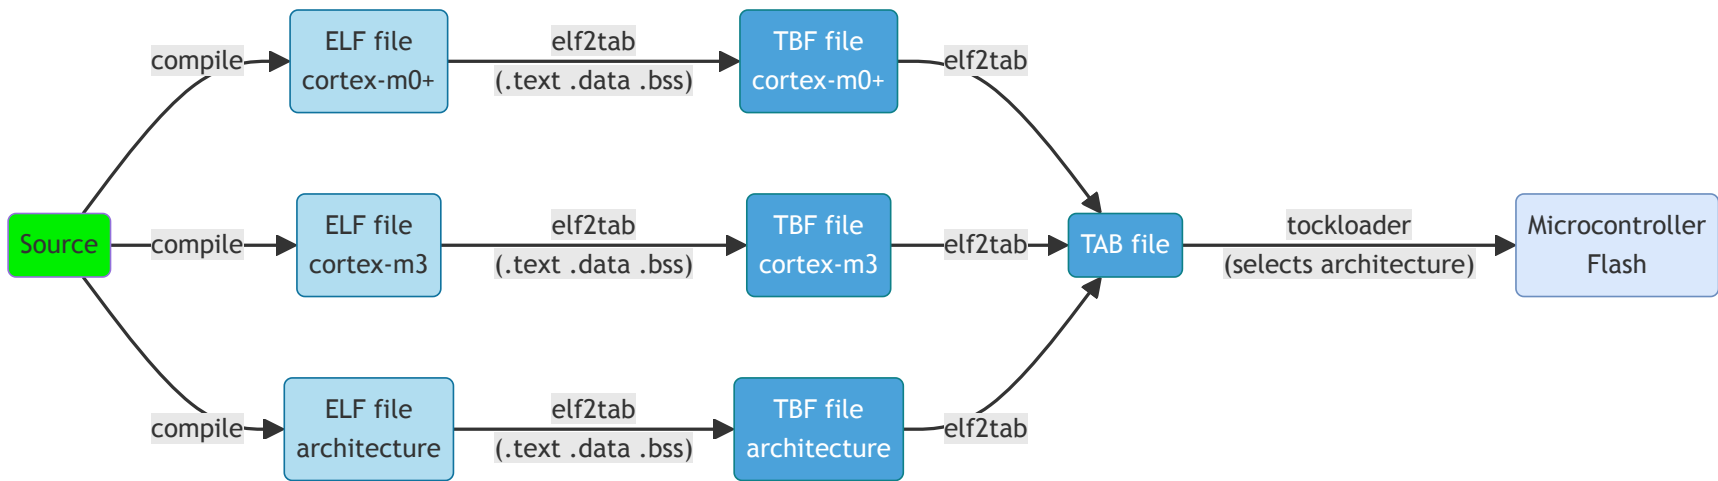 compile
ELF file
cortex-m0+
elf2tab
(.text .data .bss)
TBF file
cortex-m0+
elf2tab
Source
compile
ELF file
cortex-m3
elf2tab
(.text .data .bss)
TBF file
cortex-m3
elf2tab
TAB file
tockloader
(selects architecture)
Microcontroller
Flash
compile
ELF file
architecture
elf2tab
(.text .data .bss)
TBF file
architecture
elf2tab